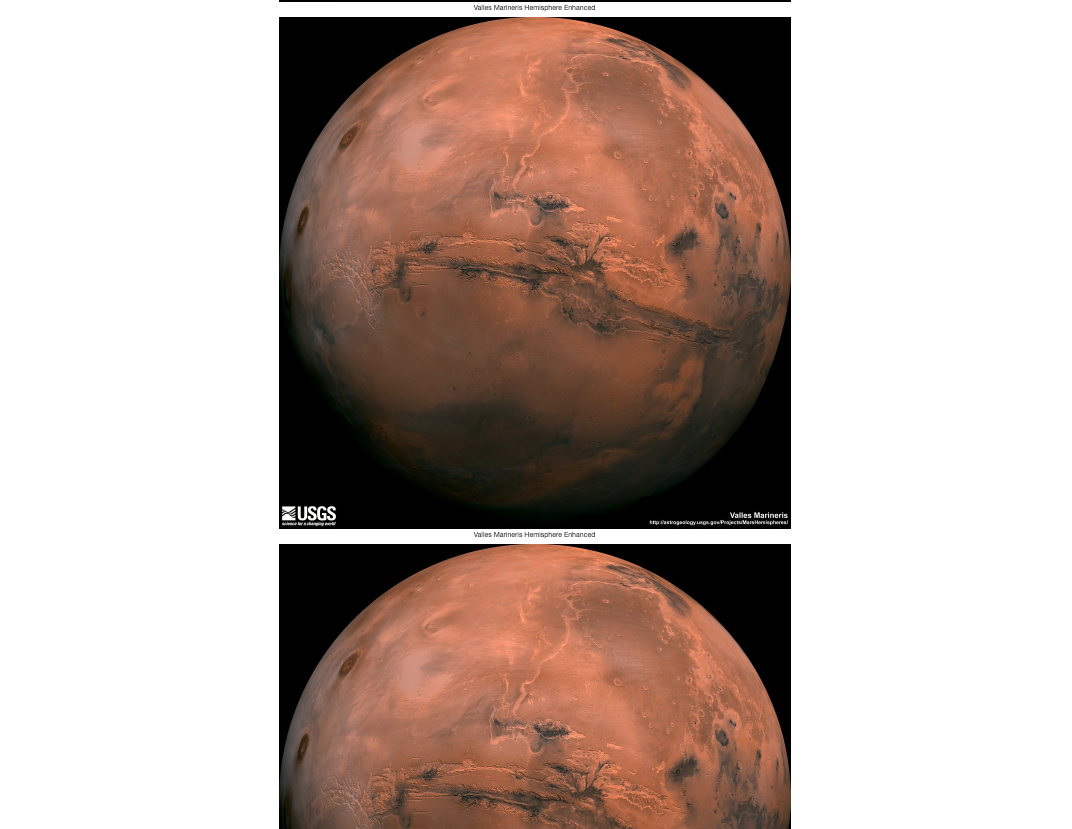 Valles Marineris Hemisphere Enhanced
USGS
science for a changing world
Valles Marineris
http://astrogeology.usgs.gov/Projects/MarsHemispheres/
Valles Marineris Hemisphere Enhanced